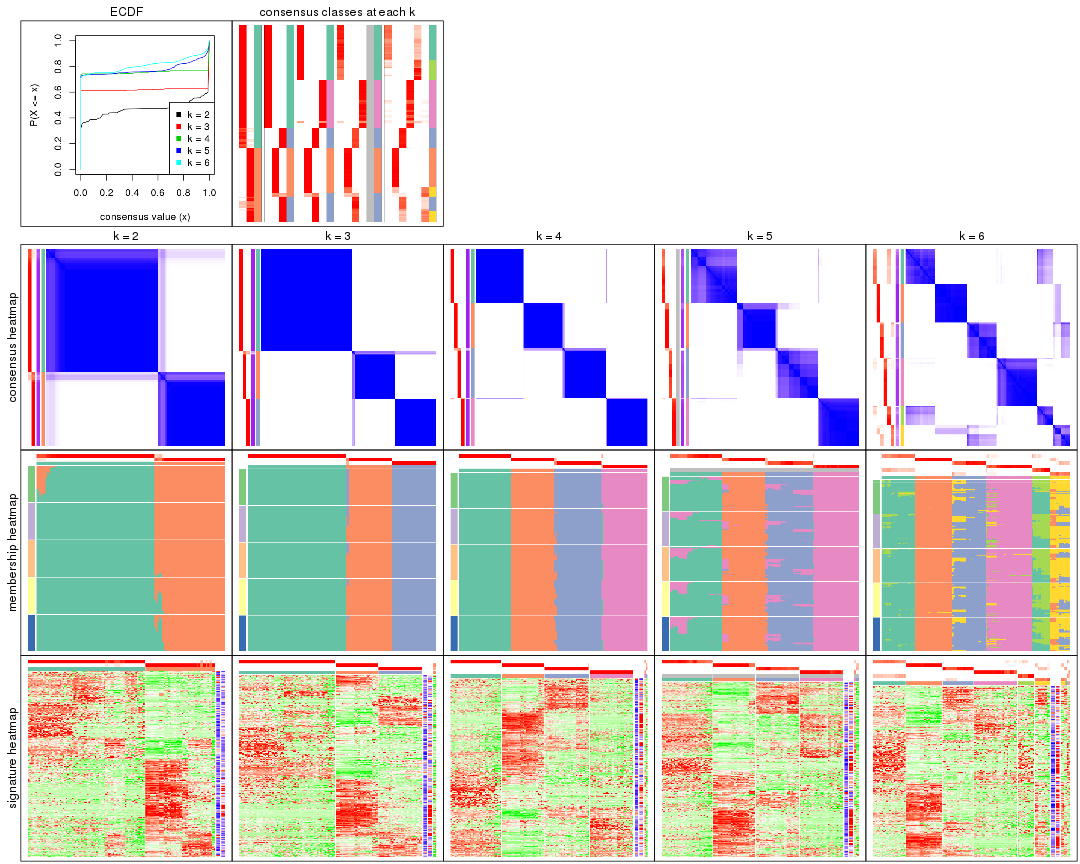 ECDF
consensus classes at each k
P(X <= x)
1.0
0.8
0.6
0.4
0.2
0.0
k = 2
k = 3
k = 4
k = 5
k = 6
0.0 0.2 0.4 0.6 0.8 1.0
consensus value (x)
k = 2 k = 3 k = 4 k = 5 k = 6
consensus heatmap
membership heatmap
signature heatmap